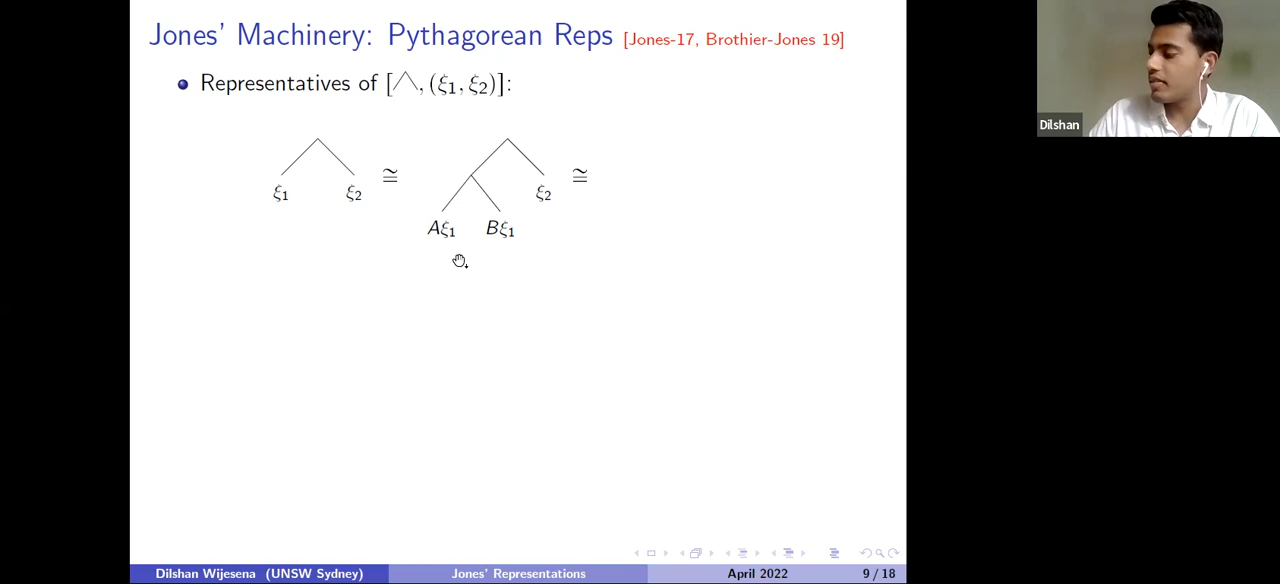 Jones' Machinery: Pythagorean Reps [Jones-17, Brothier-Jones 19]
Representatives of [∧, (ξ₁, ξ₂)]:
ξ₁ ξ₂ ≅ Aξ₁ Bξ₁ ξ₂ ≅
Dilshan
Dilshan Wijesena (UNSW Sydney) Jones' Representations April 2022 9 / 18